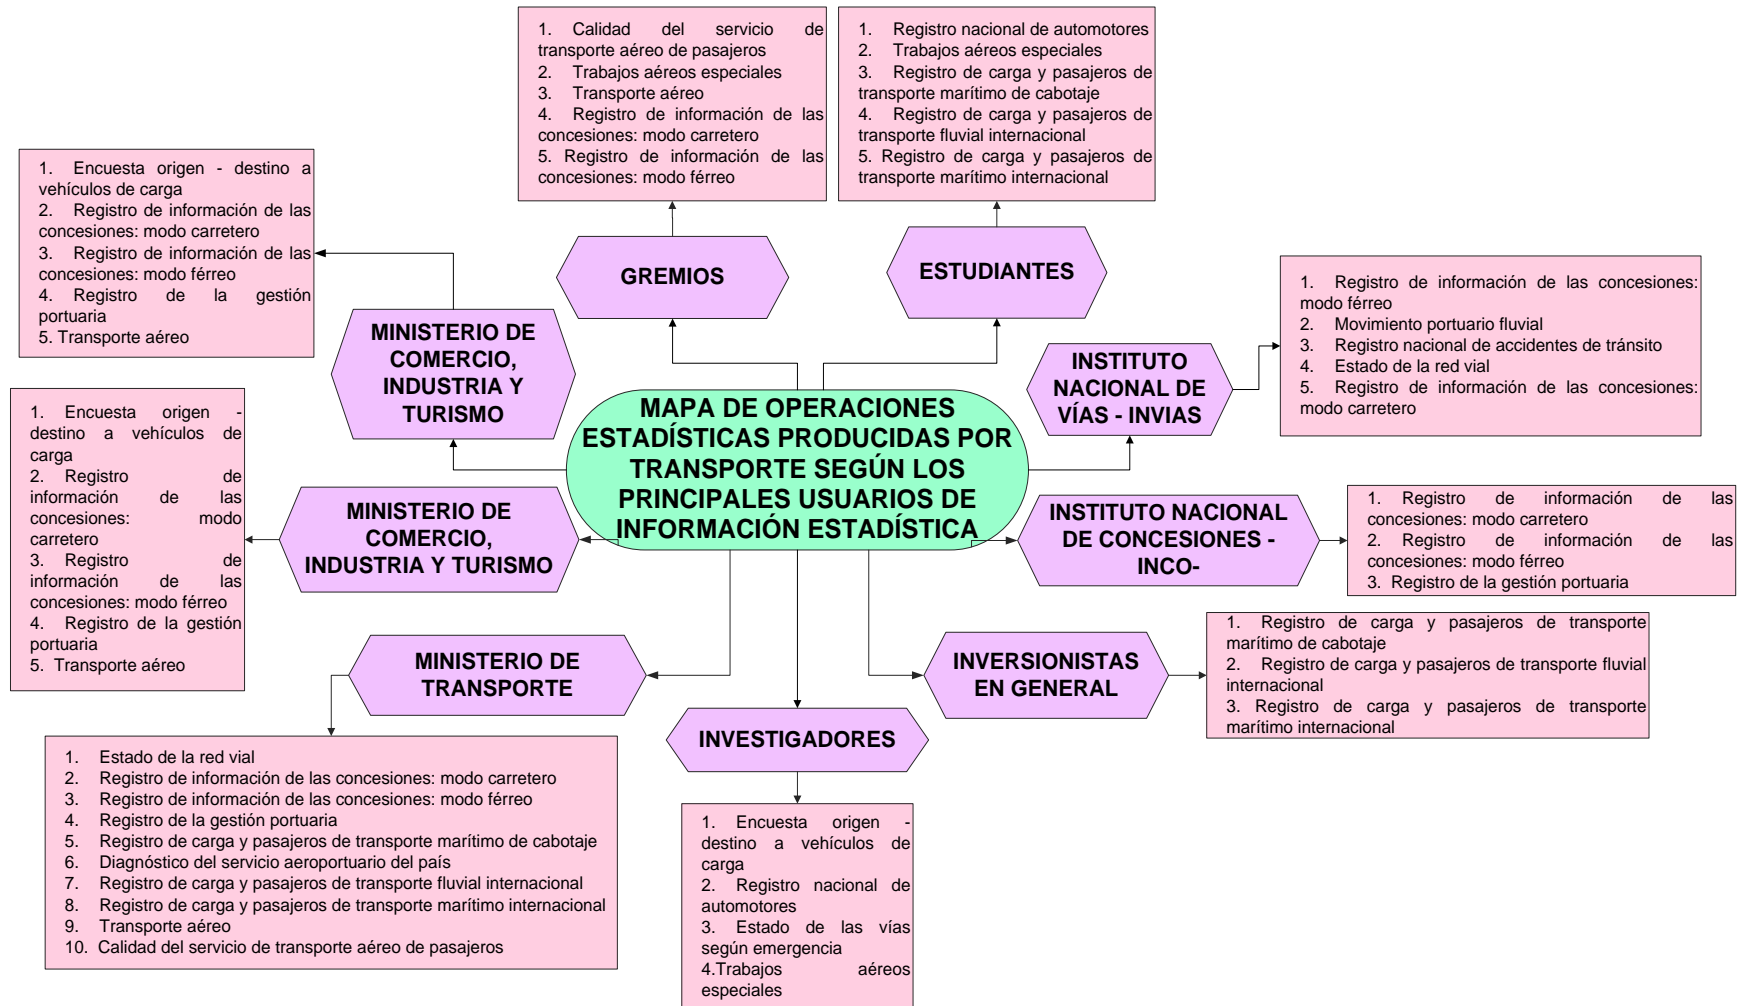 1. Calidad del servicio de
transporte aéreo de pasajeros
2. Trabajos aéreos especiales
3. Transporte aéreo
4. Registro de información de las
concesiones: modo carretero
5. Registro de información de las
concesiones: modo férreo
1. Registro nacional de automotores
2. Trabajos aéreos especiales
3. Registro de carga y pasajeros de
transporte marítimo de cabotaje
4. Registro de carga y pasajeros de
transporte fluvial internacional
5. Registro de carga y pasajeros de
transporte marítimo internacional
1. Encuesta origen - destino a
vehículos de carga
2. Registro de información de las
concesiones: modo carretero
3. Registro de información de las
concesiones: modo férreo
4. Registro de la gestión
portuaria
5. Transporte aéreo
GREMIOS
ESTUDIANTES
1. Registro de información de las concesiones:
modo férreo
2. Movimiento portuario fluvial
3. Registro nacional de accidentes de tránsito
4. Estado de la red vial
5. Registro de información de las concesiones:
modo carretero
MINISTERIO DE
COMERCIO,
INDUSTRIA Y
TURISMO
INSTITUTO
NACIONAL DE
VÍAS - INVIAS
MAPA DE OPERACIONES
ESTADÍSTICAS PRODUCIDAS POR
TRANSPORTE SEGÚN LOS
PRINCIPALES USUARIOS DE
INFORMACIÓN ESTADÍSTICA
1. Encuesta origen -
destino a vehículos de
carga
2. Registro de
información de las
concesiones: modo
carretero
3. Registro de
información de las
concesiones: modo férreo
4. Registro de la gestión
portuaria
5. Transporte aéreo
MINISTERIO DE
COMERCIO,
INDUSTRIA Y TURISMO
INSTITUTO NACIONAL
DE CONCESIONES -
INCO-
1. Registro de información de las
concesiones: modo carretero
2. Registro de información de las
concesiones: modo férreo
3. Registro de la gestión portuaria
MINISTERIO DE
TRANSPORTE
INVERSIONISTAS
EN GENERAL
1. Registro de carga y pasajeros de transporte
marítimo de cabotaje
2. Registro de carga y pasajeros de transporte fluvial
internacional
3. Registro de carga y pasajeros de transporte
marítimo internacional
INVESTIGADORES
1. Estado de la red vial
2. Registro de información de las concesiones: modo carretero
3. Registro de información de las concesiones: modo férreo
4. Registro de la gestión portuaria
5. Registro de carga y pasajeros de transporte marítimo de cabotaje
6. Diagnóstico del servicio aeroportuario del país
7. Registro de carga y pasajeros de transporte fluvial internacional
8. Registro de carga y pasajeros de transporte marítimo internacional
9. Transporte aéreo
10. Calidad del servicio de transporte aéreo de pasajeros
1. Encuesta origen -
destino a vehículos de
carga
2. Registro nacional de
automotores
3. Estado de las vías
según emergencia
4.Trabajos aéreos
especiales